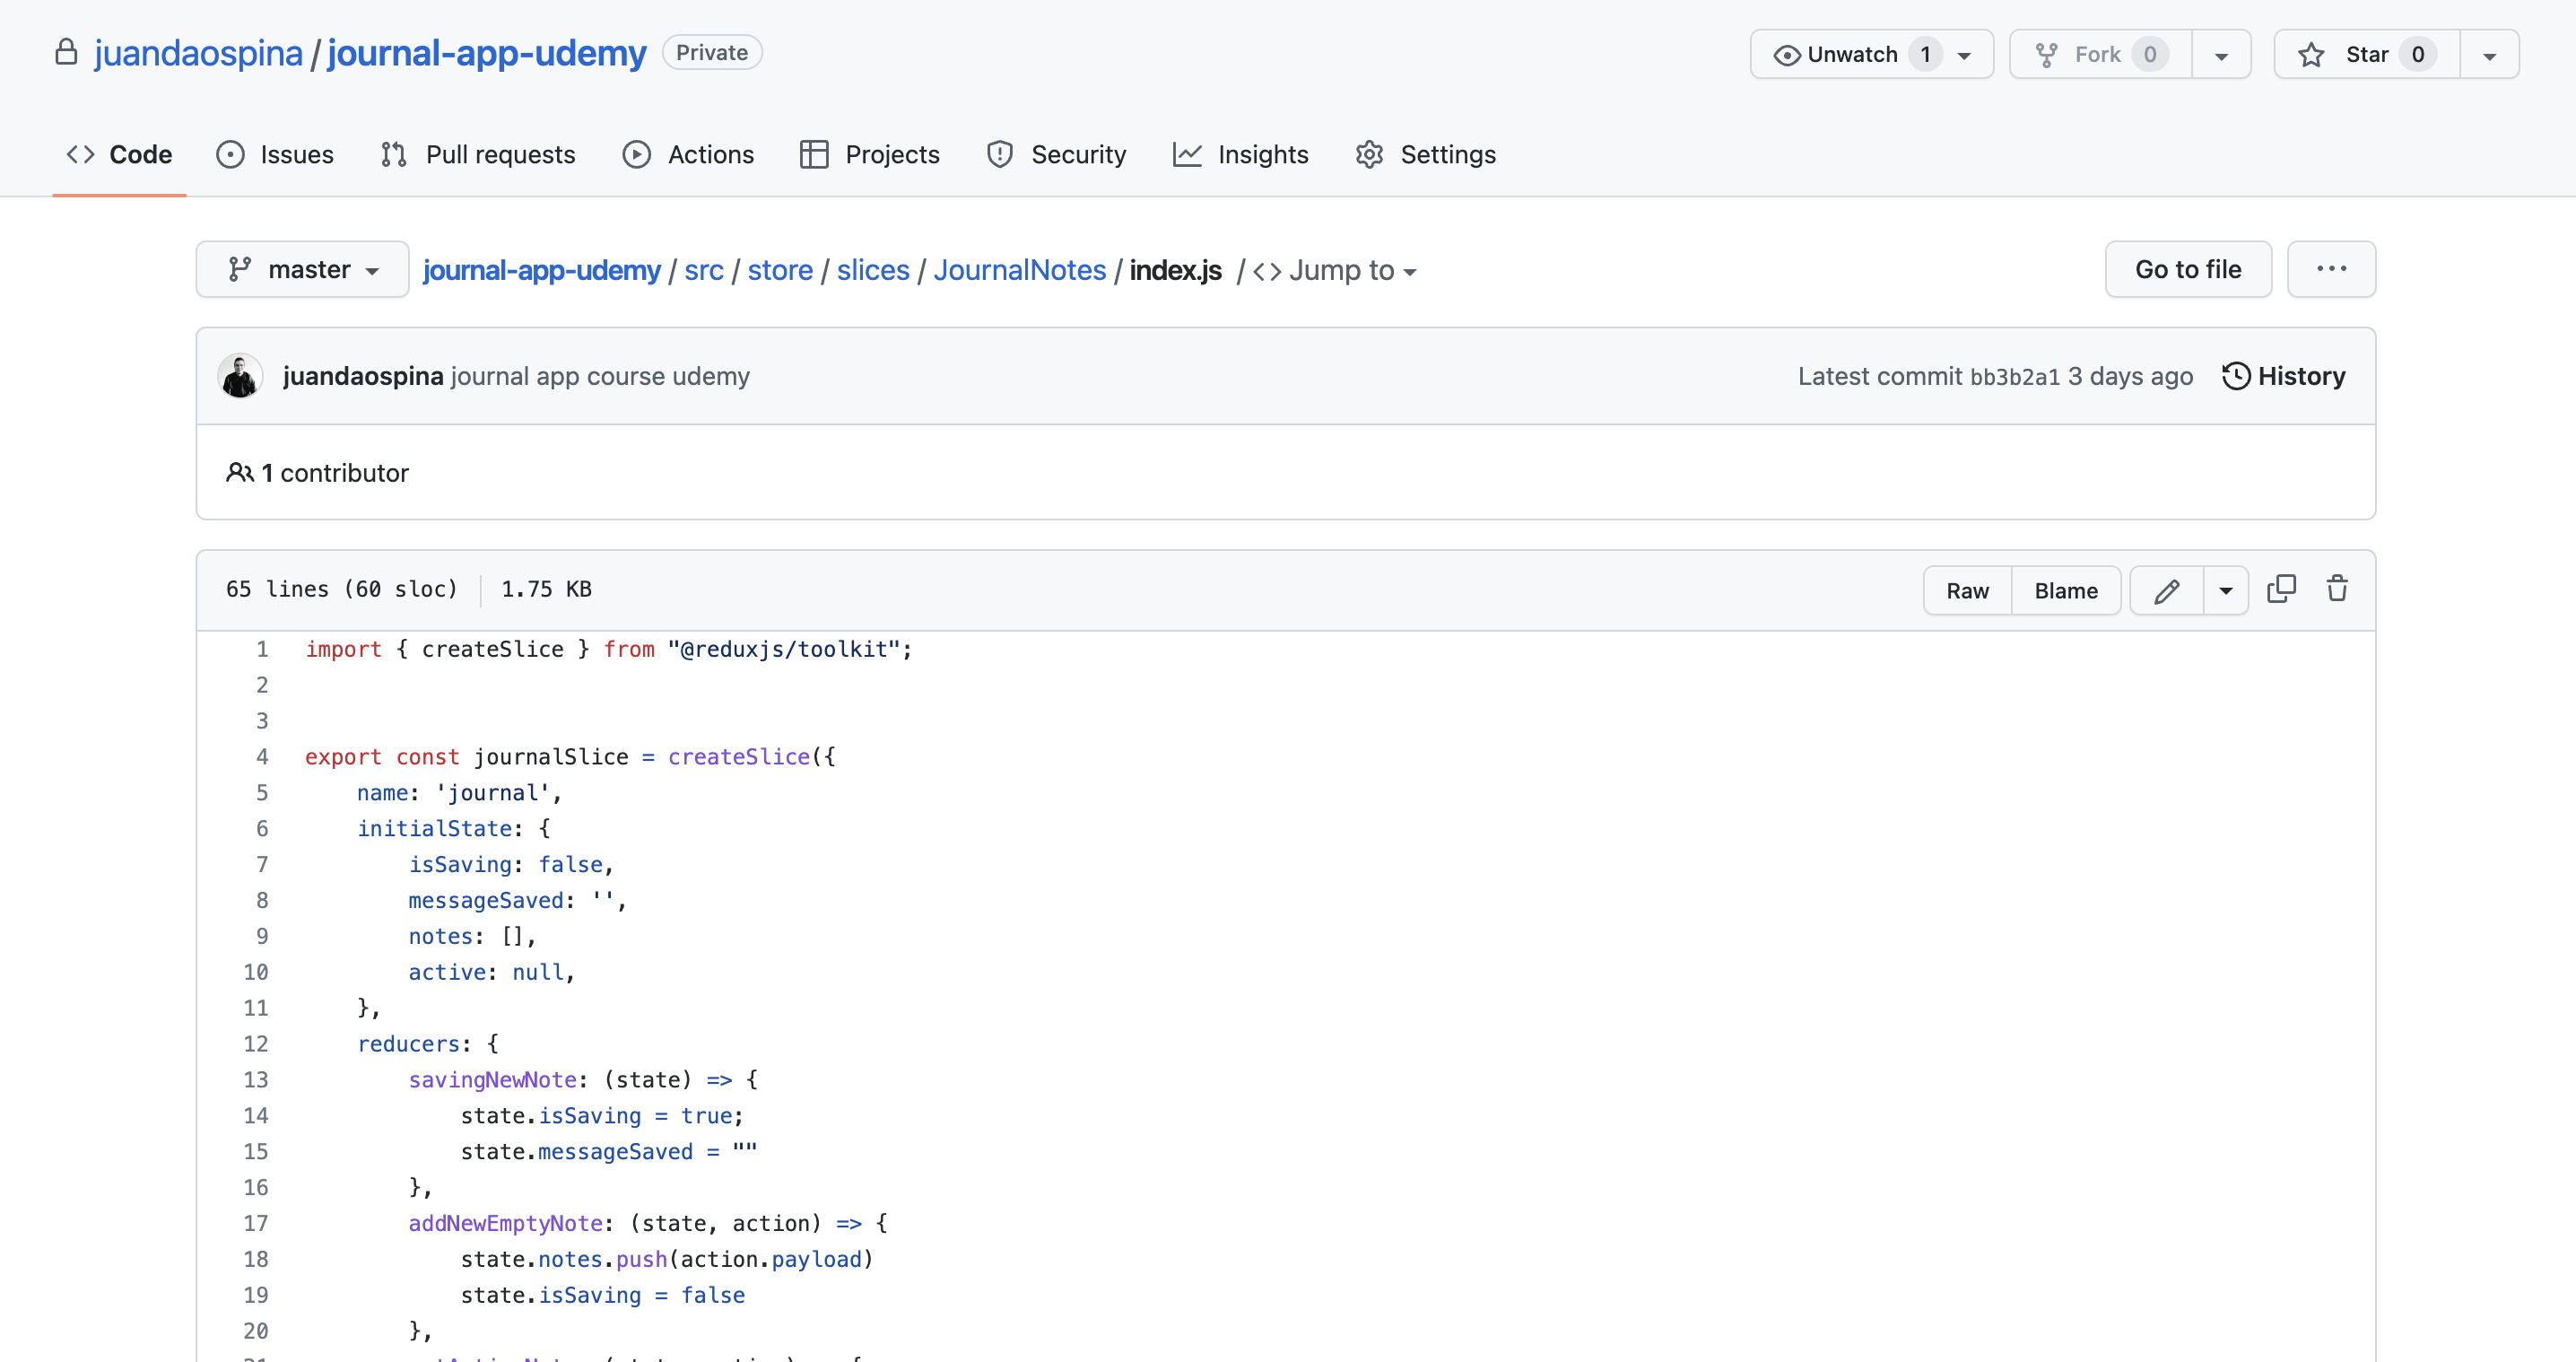 juandaospina / journal-app-udemy Private Unwatch 1 Fork 0 Star 0
Code Issues Pull requests Actions Projects Security Insights Settings
master journal-app-udemy / src / store / slices / JournalNotes / index.js / <> Jump to Go to file ...
juandaospina journal app course udemy Latest commit bb3b2a1 3 days ago History
1 contributor
65 lines (60 sloc) 1.75 KB Raw Blame
1 import { createSlice } from "@reduxjs/toolkit";
2
3
4 export const journalSlice = createSlice({
5     name: 'journal',
6     initialState: {
7         isSaving: false,
8         messageSaved: '',
9         notes: [],
10         active: null,
11     },
12     reducers: {
13         savingNewNote: (state) => {
14             state.isSaving = true;
15             state.messageSaved = ""
16         },
17         addNewEmptyNote: (state, action) => {
18             state.notes.push(action.payload)
19             state.isSaving = false
20         },